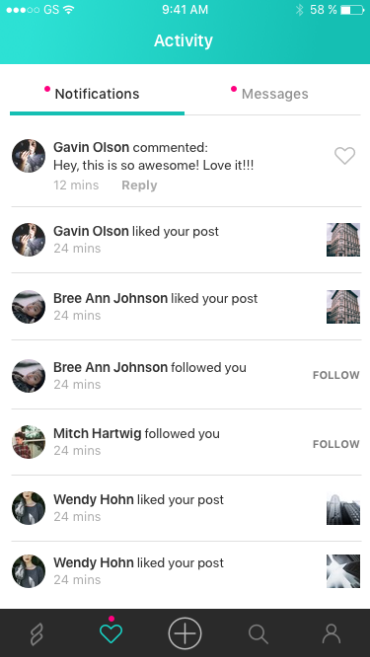 GS 9:41 AM 58 %
Activity
Notifications Messages
Gavin Olson commented:
Hey, this is so awesome! Love it!!!
12 mins Reply
Gavin Olson liked your post
24 mins
Bree Ann Johnson liked your post
24 mins
Bree Ann Johnson followed you
24 mins
FOLLOW
Mitch Hartwig followed you
24 mins
FOLLOW
Wendy Hohn liked your post
24 mins
Wendy Hohn liked your post
24 mins